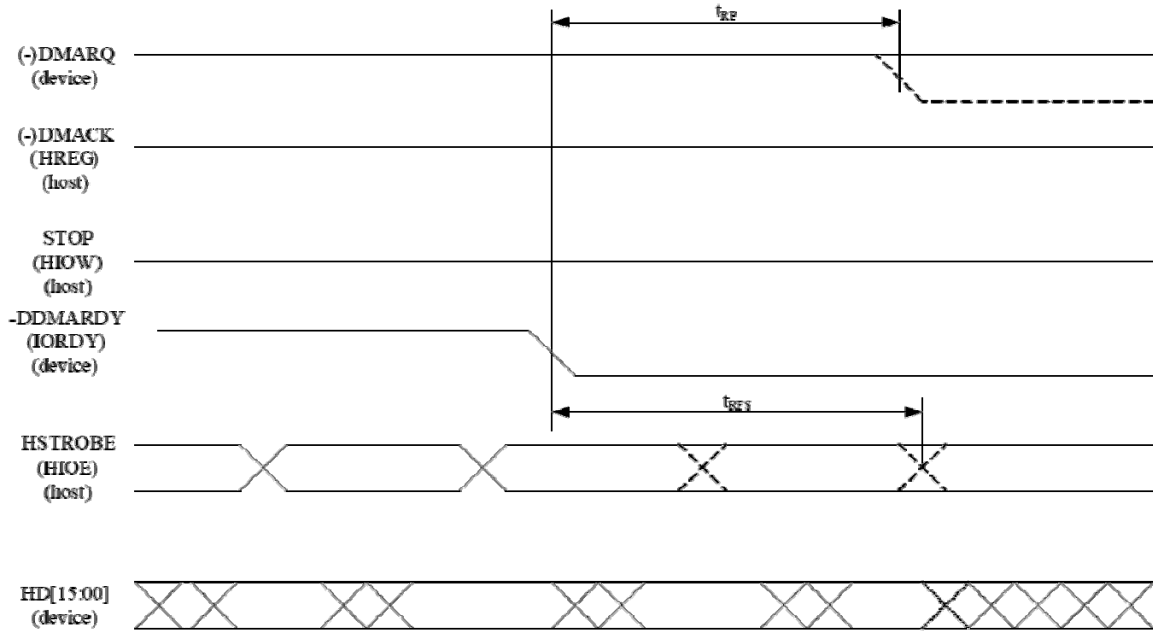 tRP
(-)DMARQ
(device)
(-)DMACK
(HREG)
(host)
STOP
(HIOW)
(host)
-DDMARDY
(IORDY)
(device)
tRFS
HSTROBE
(HIOE)
(host)
HD[15:00]
(device)